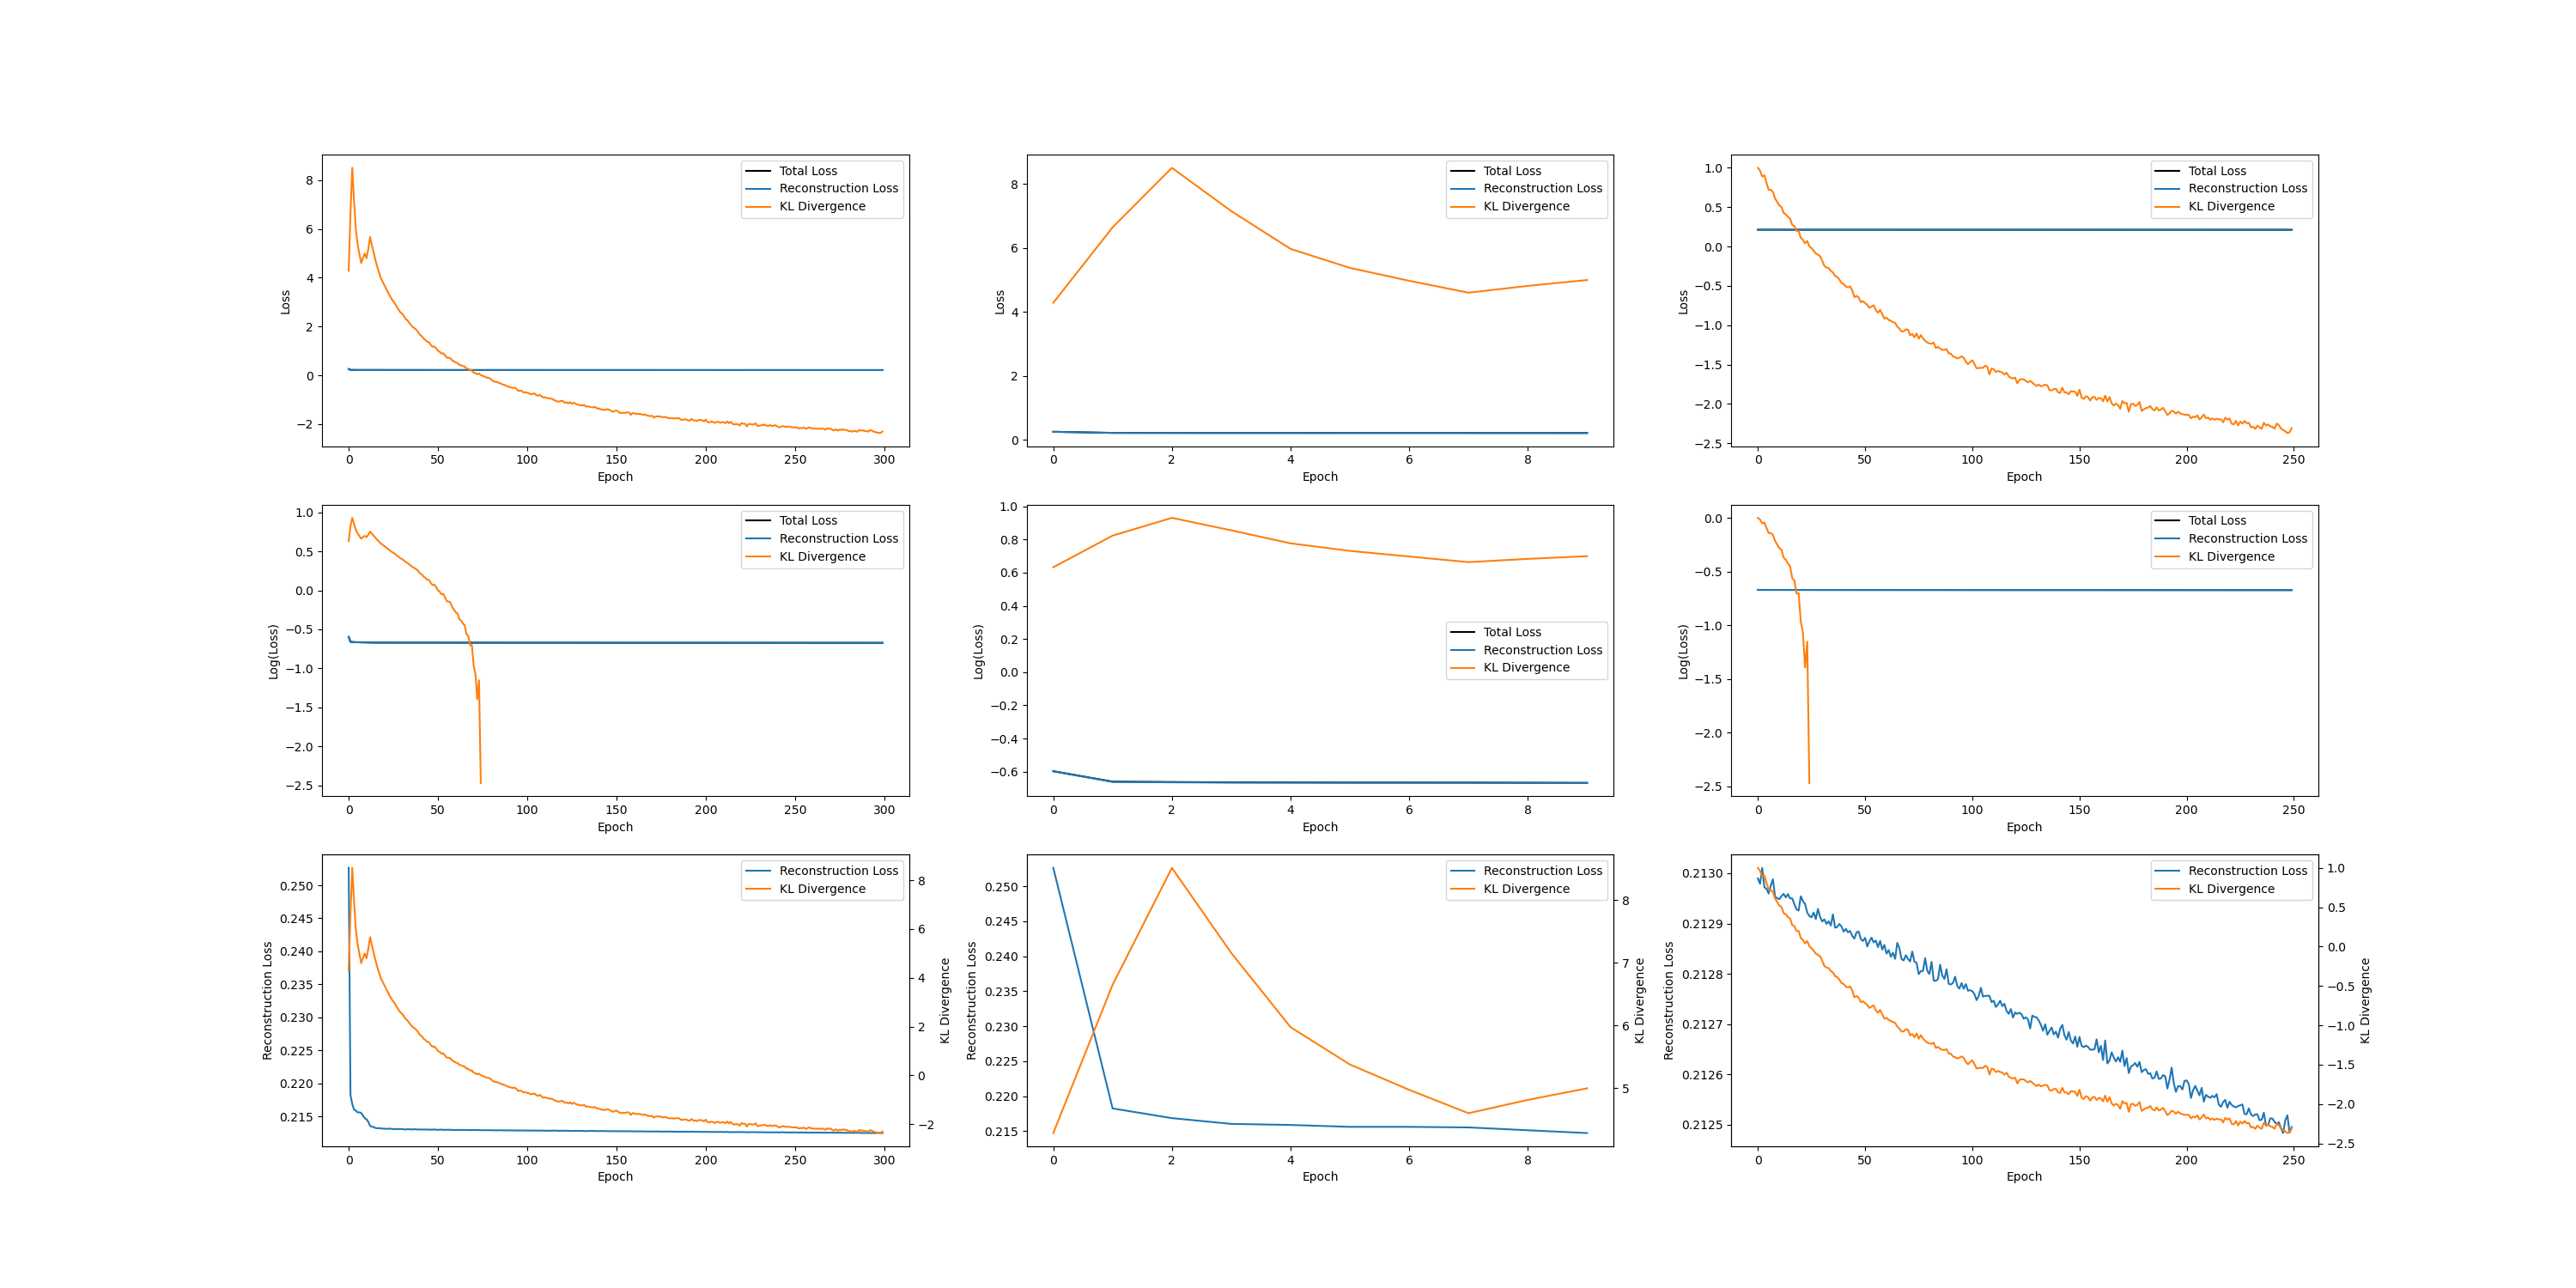 Total Loss
Reconstruction Loss
KL Divergence
8
6
4
2
0
−2
Loss
0 50 100 150 200 250 300
Epoch
Total Loss
Reconstruction Loss
KL Divergence
8
6
4
2
0
Loss
0 2 4 6 8
Epoch
Total Loss
Reconstruction Loss
KL Divergence
1.0
0.5
0.0
−0.5
−1.0
−1.5
−2.0
−2.5
Loss
0 50 100 150 200 250
Epoch
Total Loss
Reconstruction Loss
KL Divergence
1.0
0.5
0.0
−0.5
−1.0
−1.5
−2.0
−2.5
Log(Loss)
0 50 100 150 200 250 300
Epoch
Total Loss
Reconstruction Loss
KL Divergence
1.0
0.8
0.6
0.4
0.2
0.0
−0.2
−0.4
−0.6
Log(Loss)
0 2 4 6 8
Epoch
Total Loss
Reconstruction Loss
KL Divergence
0.0
−0.5
−1.0
−1.5
−2.0
−2.5
Log(Loss)
0 50 100 150 200 250
Epoch
Reconstruction Loss
KL Divergence
0.250
0.245
0.240
0.235
0.230
0.225
0.220
0.215
Reconstruction Loss
8
6
4
2
0
−2
KL Divergence
0 50 100 150 200 250 300
Epoch
Reconstruction Loss
KL Divergence
0.250
0.245
0.240
0.235
0.230
0.225
0.220
0.215
Reconstruction Loss
8
7
6
5
KL Divergence
0 2 4 6 8
Epoch
Reconstruction Loss
KL Divergence
0.2130
0.2129
0.2128
0.2127
0.2126
0.2125
Reconstruction Loss
1.0
0.5
0.0
−0.5
−1.0
−1.5
−2.0
−2.5
KL Divergence
0 50 100 150 200 250
Epoch